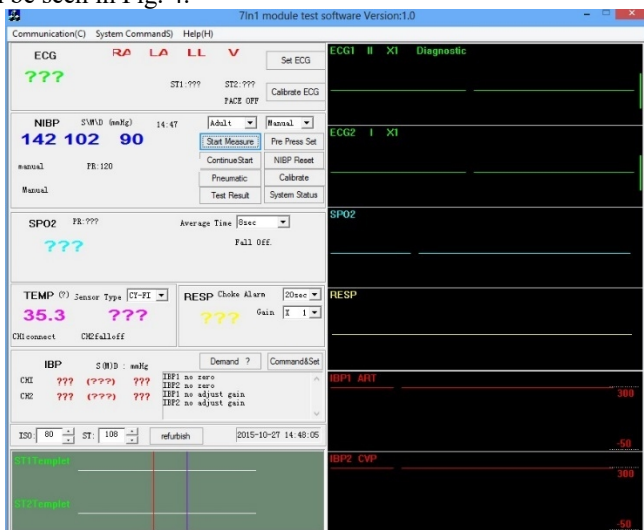 be seen in Fig. 4.
7In1 module test software Version:1.0
Communication(C) System CommandS) Help(H)
ECG RA LA LL V Set ECG
???
ST1:??? ST2:??? Calibrate ECG
PACE OFF
NIBP S\M\D (mmHg) 14:47 Adult Manual
142 102 90 Start Measure Pre Press Set
manual PR:120 ContinueStart NIBP Reset
Pneumatic Calibrate
Manual Test Result System Status
SPO2 PR:??? Average Time 8sec
??? Fall Off.
TEMP (?) Sensor Type CY-FI
35.3 ???
CH1connect CH2falloff
RESP Choke Alarm 20sec
??? Gain X 1
IBP S(M)D : mmHg Demand ? Command&Set
CH1 ??? (???) ???
CH2 ??? (???) ???
IBP1 no zero
IBP2 no zero
IBP1 no adjust gain
IBP2 no adjust gain
ISO: 80 ST: 108 refurbish 2015-10-27 14:48:05
ST1Templet
ST2Templet
ECG1 II X1 Diagnostic
ECG2 I X1
SPO2
RESP
IBP1 ART
300
-50
IBP2 CVP
300
-50